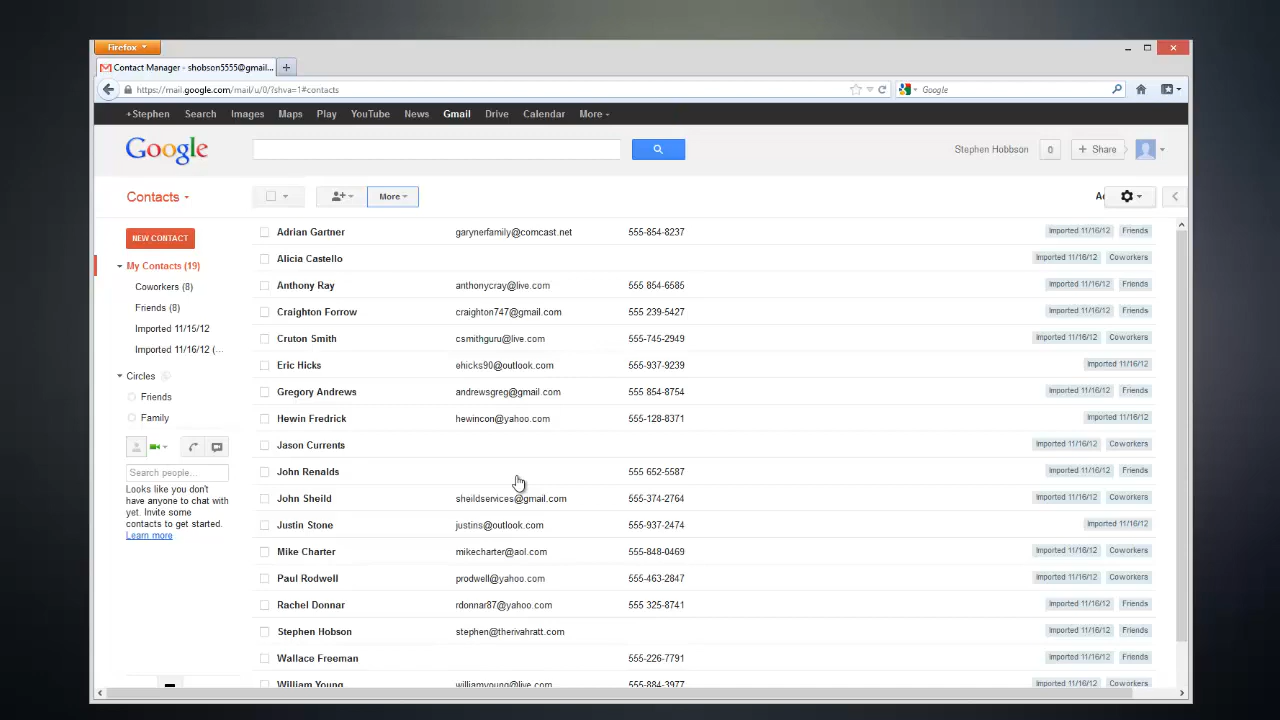 Firefox
Contact Manager - shobson5555@gmail...
https://mail.google.com/mail/u/0/?shva=1#contacts
Google
+Stephen Search Images Maps Play YouTube News Gmail Drive Calendar More
Google
Stephen Hobbson 0 + Share
Contacts
More
NEW CONTACT
My Contacts (19)
Coworkers (8)
Friends (8)
Imported 11/15/12
Imported 11/16/12 (...
Circles
Friends
Family
Search people...
Looks like you don't
have anyone to chat with
yet. Invite some
contacts to get started.
Learn more
Adrian Gartner garynerfamily@comcast.net 555-854-8237 Imported 11/16/12 Friends
Alicia Castello Imported 11/16/12 Coworkers
Anthony Ray anthonycray@live.com 555 854-6585 Imported 11/16/12 Friends
Craighton Forrow craighton747@gmail.com 555 239-5427 Imported 11/16/12 Friends
Cruton Smith csmithguru@live.com 555-745-2949 Imported 11/16/12 Coworkers
Eric Hicks ehicks90@outlook.com 555-937-9239 Imported 11/16/12
Gregory Andrews andrewsgreg@gmail.com 555 854-8754 Imported 11/16/12 Friends
Hewin Fredrick hewincon@yahoo.com 555-128-8371 Imported 11/16/12
Jason Currents Imported 11/16/12 Coworkers
John Renalds 555 652-5587 Imported 11/16/12 Friends
John Sheild sheildservices@gmail.com 555-374-2764 Imported 11/16/12 Coworkers
Justin Stone justins@outlook.com 555-937-2474 Imported 11/16/12
Mike Charter mikecharter@aol.com 555-848-0469 Imported 11/16/12 Coworkers
Paul Rodwell prodwell@yahoo.com 555-463-2847 Imported 11/16/12 Coworkers
Rachel Donnar rdonnar87@yahoo.com 555 325-8741 Imported 11/16/12 Friends
Stephen Hobson stephen@therivahratt.com Imported 11/16/12 Friends
Wallace Freeman 555-226-7791 Imported 11/16/12 Friends
William Young williamyoung@live.com 555-884-3977 Imported 11/16/12 Coworkers